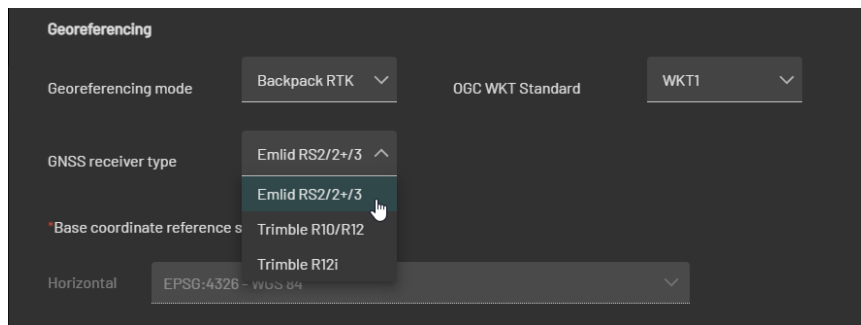 Georeferencing
Georeferencing mode Backpack RTK OGC WKT Standard WKT1
GNSS receiver type Emlid RS2/2+/3
Emlid RS2/2+/3
*Base coordinate reference s
Trimble R10/R12
Trimble R12i
Horizontal EPSG:4326 - WGS 84